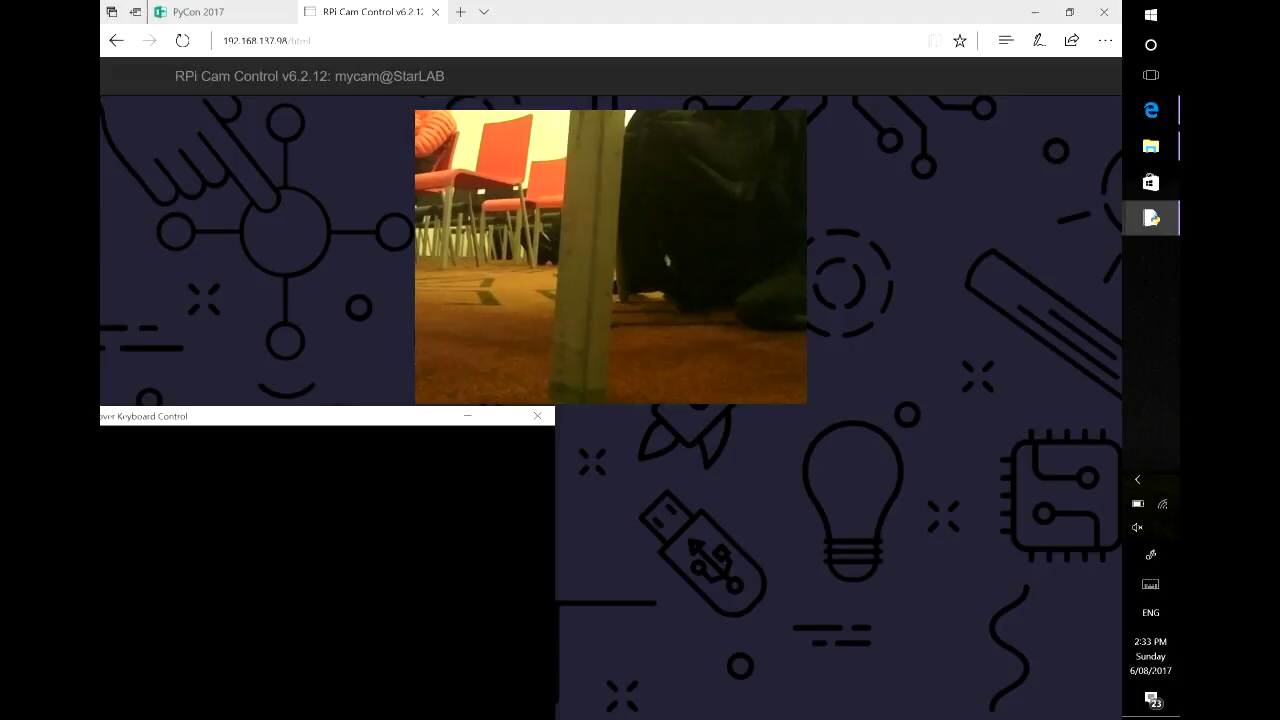 PyCon 2017
RPi Cam Control v6.2.12
192.168.137.98/html
RPi Cam Control v6.2.12: mycam@StarLAB
over Keyboard Control
ENG
2:33 PM
Sunday
6/08/2017
23